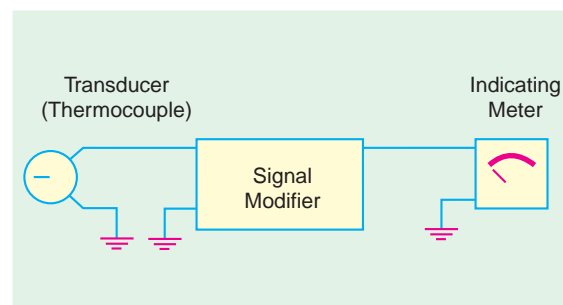 Transducer
(Thermocouple)
Indicating
Meter
Signal
Modifier